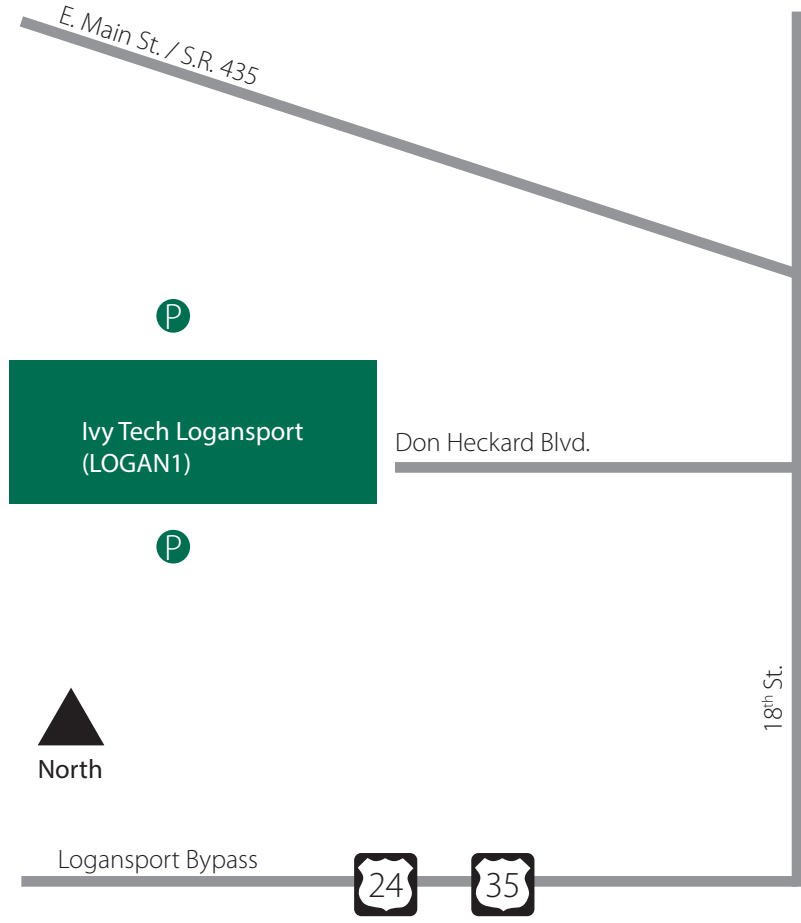 E. Main St. / S.R. 435
P
Ivy Tech Logansport
(LOGAN1)
Don Heckard Blvd.
P
18th St.
North
Logansport Bypass
24
35